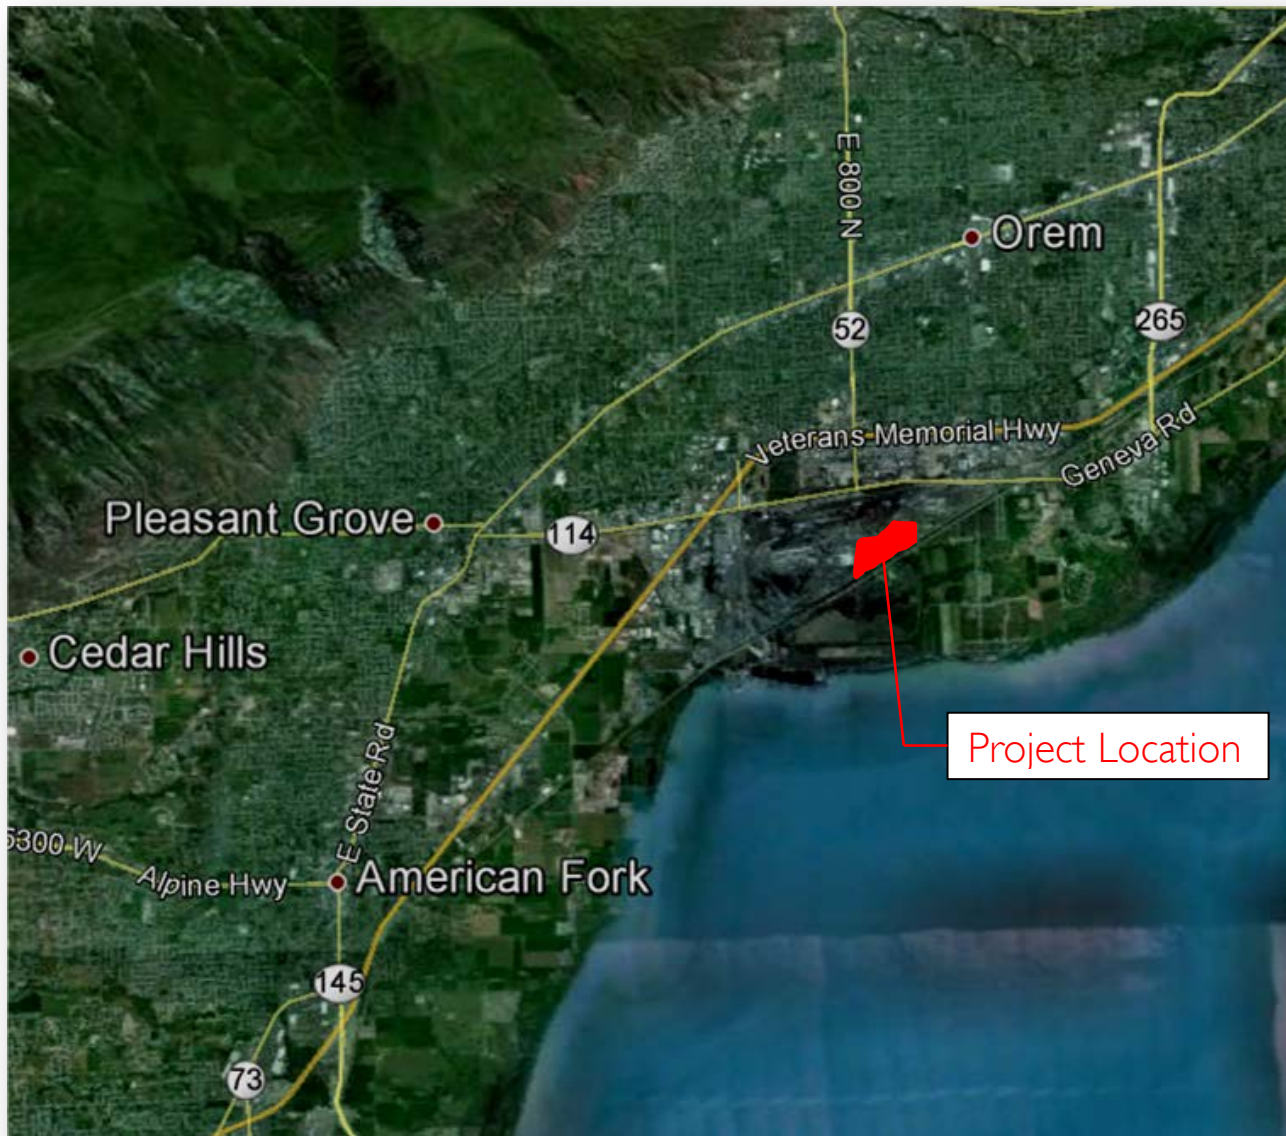 E 800 N
Orem
52
265
Veterans Memorial Hwy
Geneva Rd
Pleasant Grove
114
Cedar Hills
Project Location
E State Rd
5300 W
Alpine Hwy
American Fork
145
73